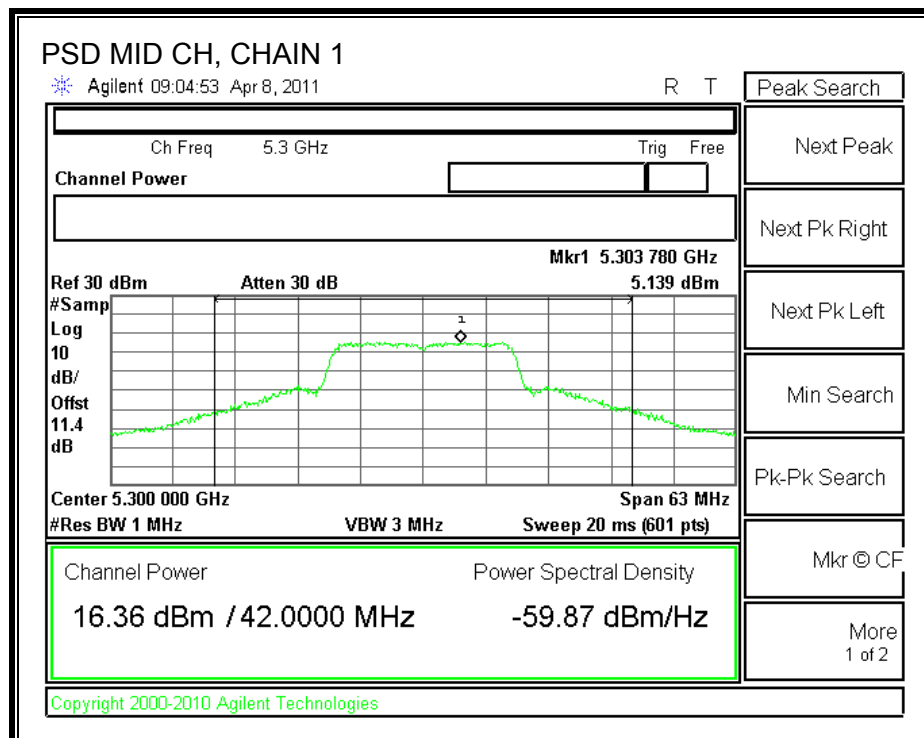 PSD MID CH, CHAIN 1
Agilent 09:04:53 Apr 8, 2011 R T
Peak Search
Ch Freq 5.3 GHz Trig Free
Channel Power
Next Peak
Next Pk Right
Mkr1 5.303 780 GHz
Ref 30 dBm Atten 30 dB 5.139 dBm
#Samp
Log
10
dB/
Offst
11.4
dB
1
Next Pk Left
Min Search
Pk-Pk Search
Center 5.300 000 GHz Span 63 MHz
#Res BW 1 MHz VBW 3 MHz Sweep 20 ms (601 pts)
Channel Power Power Spectral Density
16.36 dBm / 42.0000 MHz -59.87 dBm/Hz
Mkr © CF
More
1 of 2
Copyright 2000-2010 Agilent Technologies